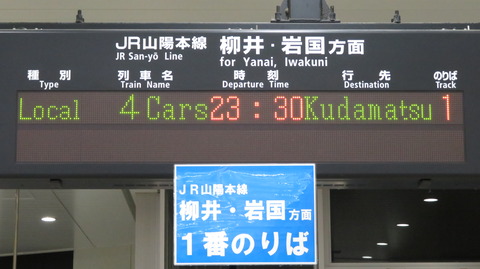 JR山陽本線 柳井・岩国方面
JR San-yō Line for Yanai, Iwakuni
種別 列車名 時刻 行先 のりば
Type Train Name Departure Time Destination Track
Local 4 Cars 23:30 Kudamatsu 1
JR山陽本線
柳井・岩国方面
1番のりば